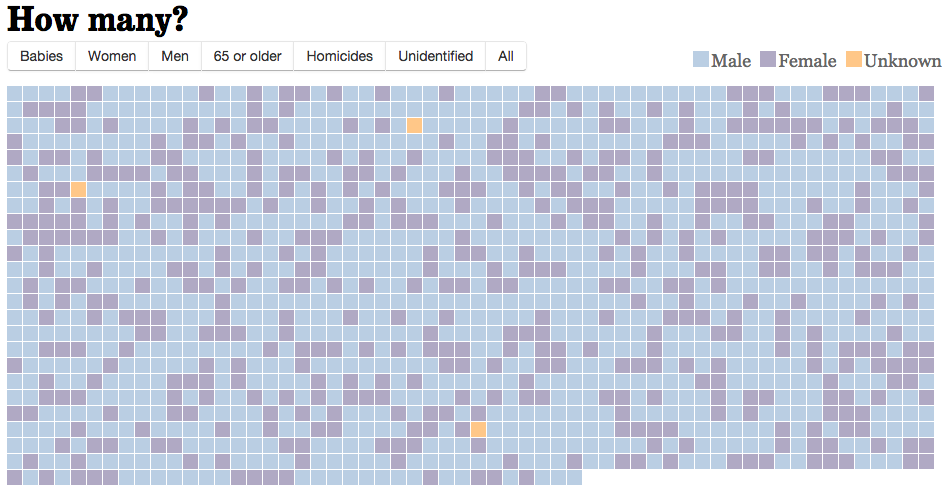 How many?
Babies Women Men 65 or older Homicides Unidentified All
Male Female Unknown